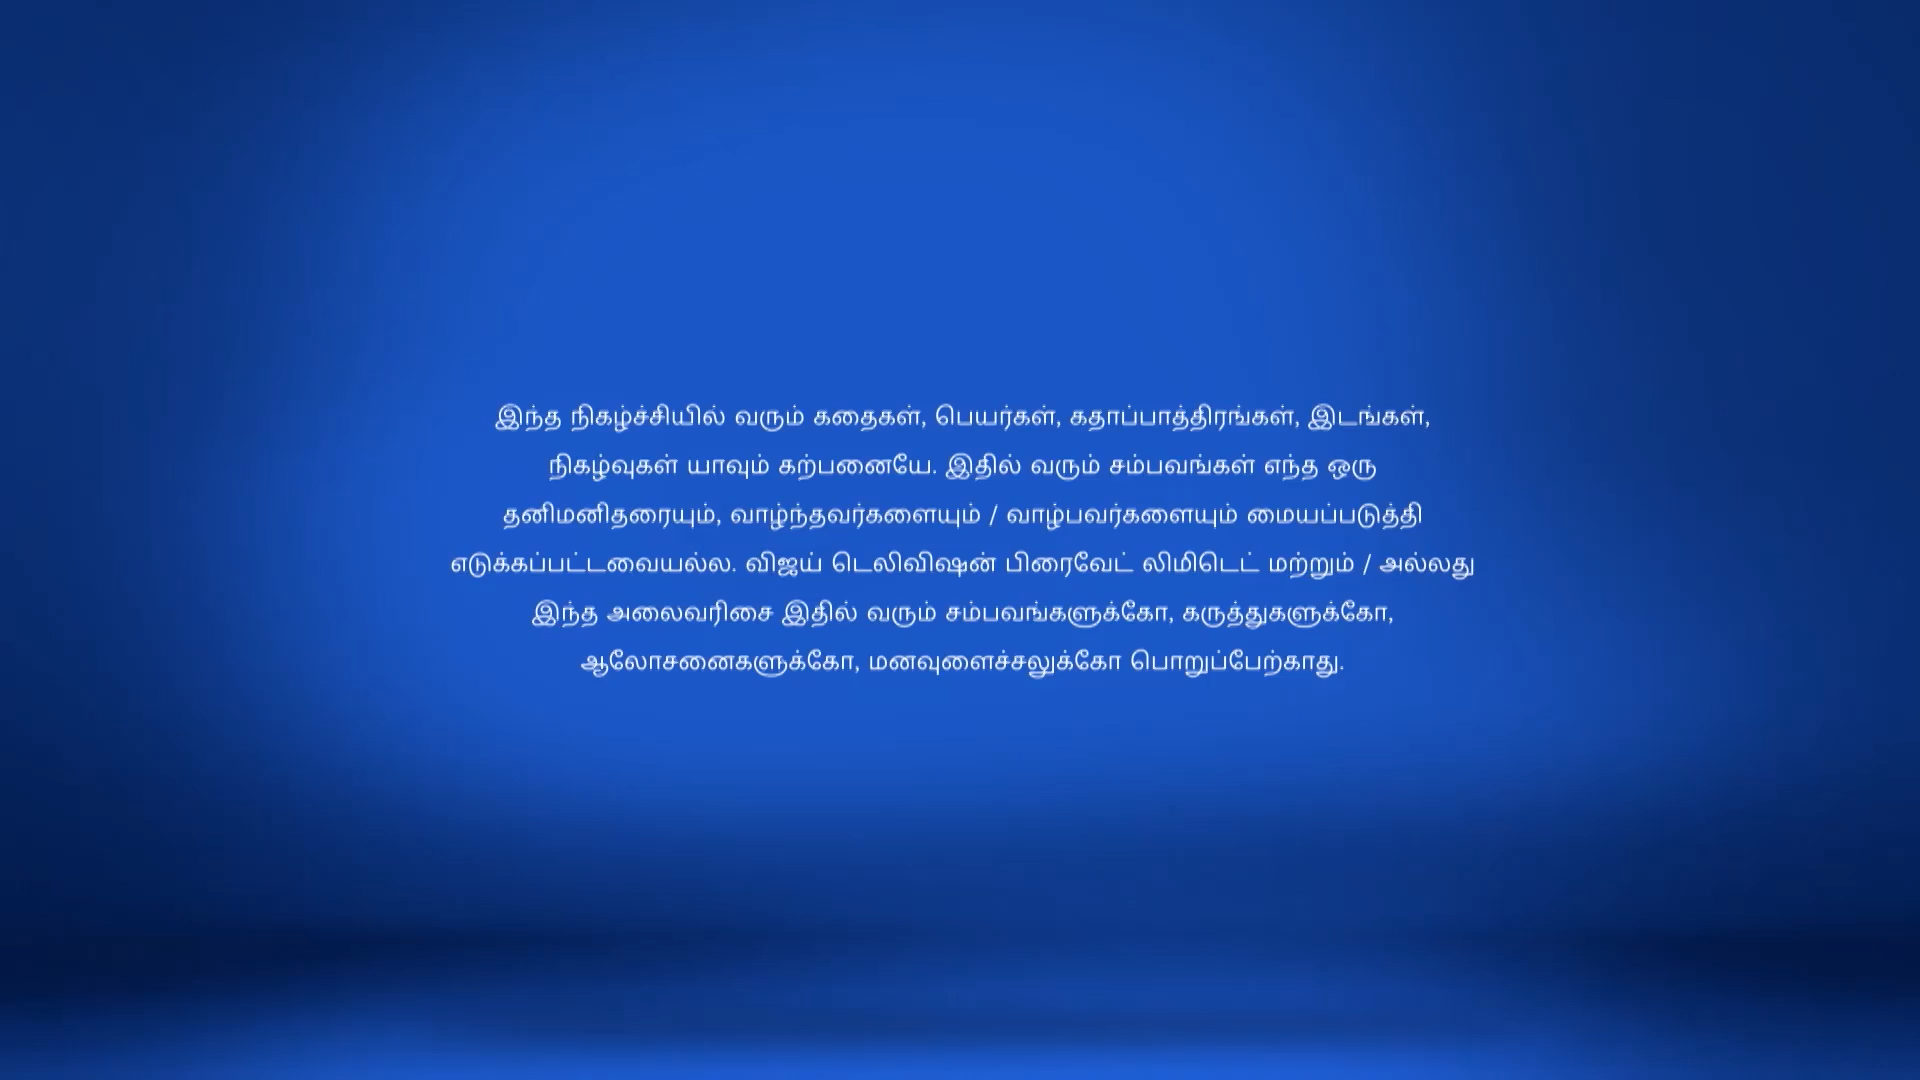 இந்த நிகழ்ச்சியில் வரும் கதைகள், பெயர்கள், கதாப்பாத்திரங்கள், இடங்கள்,
நிகழ்வுகள் யாவும் கற்பனையே. இதில் வரும் சம்பவங்கள் எந்த ஒரு
தனிமனிதரையும், வாழ்ந்தவர்களையும் / வாழ்பவர்களையும் மையப்படுத்தி
எடுக்கப்பட்டவையல்ல. விஜய் டெலிவிஷன் பிரைவேட் லிமிடெட் மற்றும் / அல்லது
இந்த அலைவரிசை இதில் வரும் சம்பவங்களுக்கோ, கருத்துகளுக்கோ,
ஆலோசனைகளுக்கோ, மனவுளைச்சலுக்கோ பொறுப்பேற்காது.